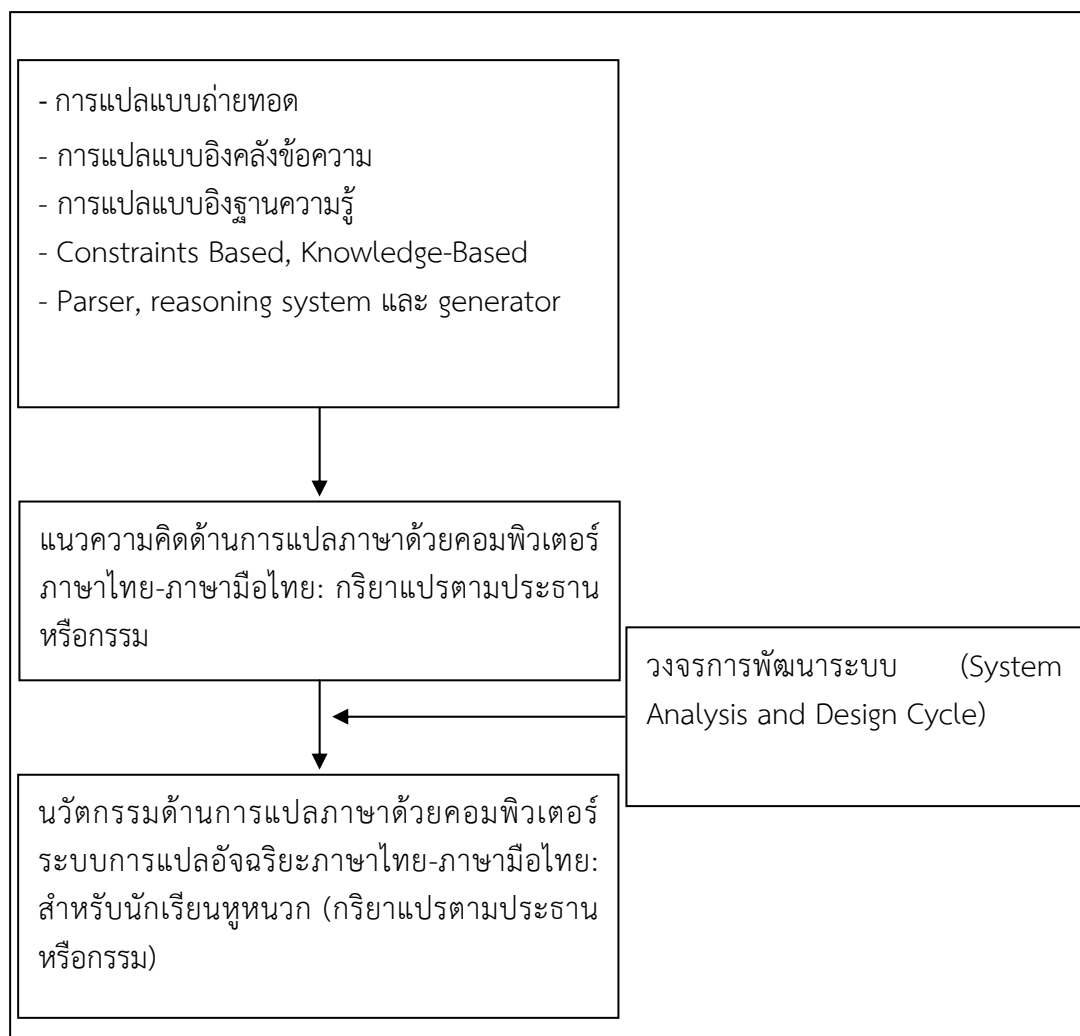 - การแปลแบบถ่ายทอด
- การแปลแบบอิงคลังข้อความ
- การแปลแบบอิงฐานความรู้
- Constraints Based, Knowledge-Based
- Parser, reasoning system และ generator
แนวความคิดด้านการแปลภาษาด้วยคอมพิวเตอร์
ภาษาไทย-ภาษามือไทย: กริยาแปรตามประธาน
หรือกรรม
วงจรการพัฒนาระบบ (System
Analysis and Design Cycle)
นวัตกรรมด้านการแปลภาษาด้วยคอมพิวเตอร์
ระบบการแปลอัจฉริยะภาษาไทย-ภาษามือไทย:
สำหรับนักเรียนหูหนวก (กริยาแปรตามประธาน
หรือกรรม)